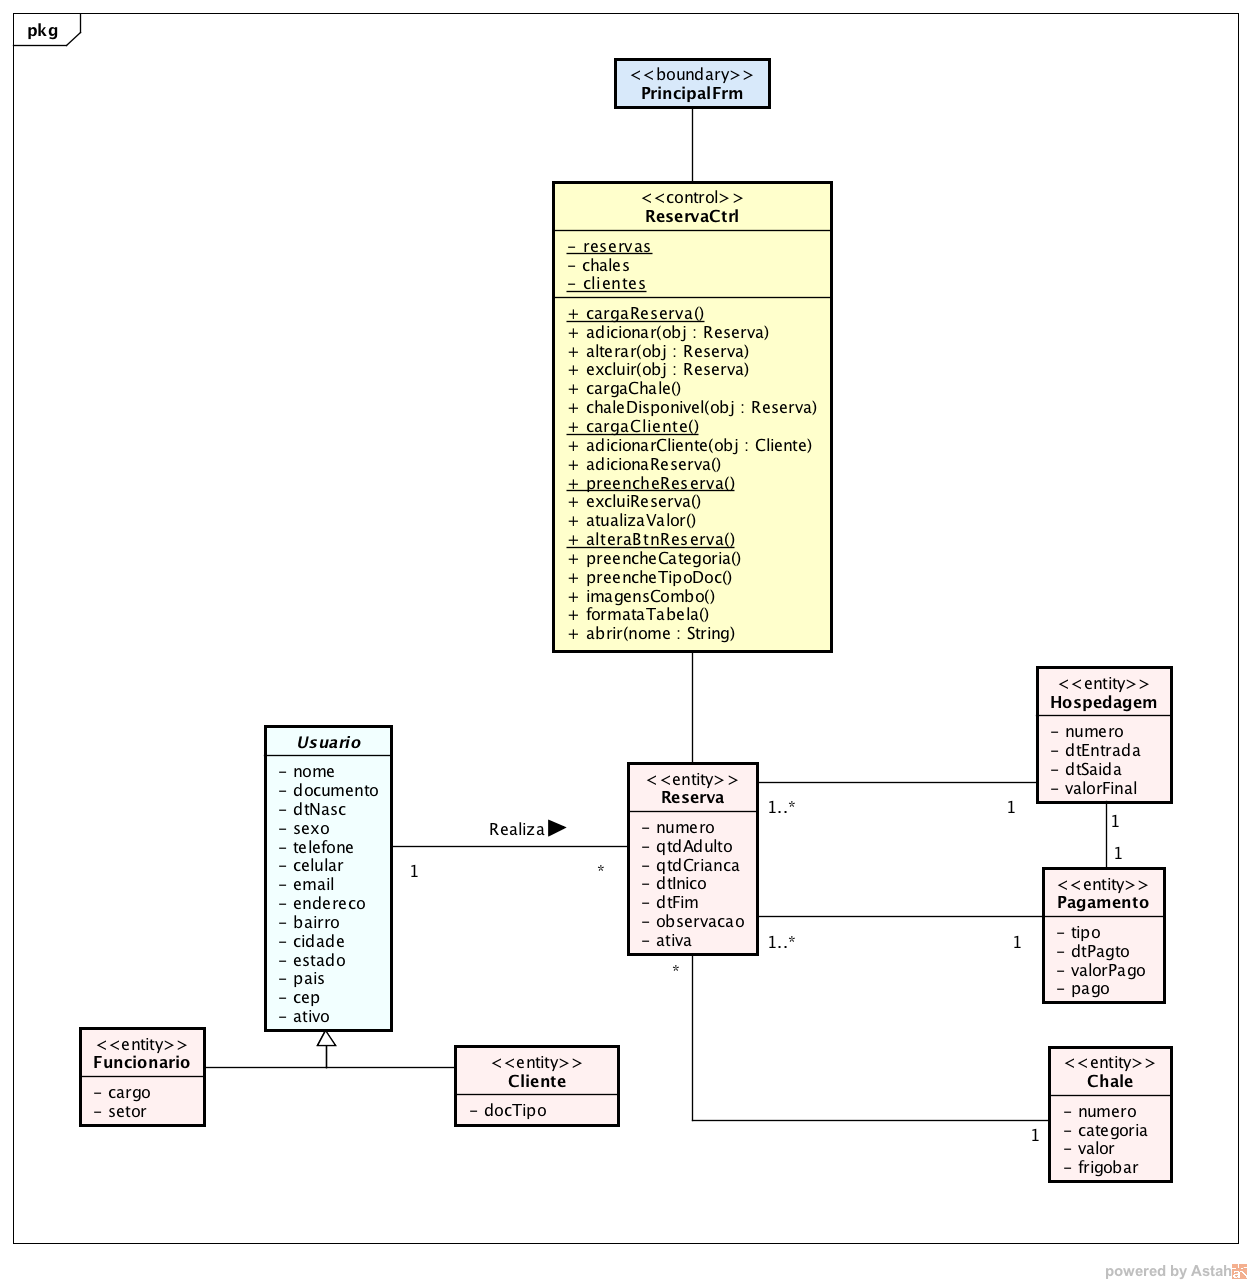 pkg
<<boundary>>
PrincipalFrm
<<control>>
ReservaCtrl
- reservas
- chales
- clientes
+ cargaReserva()
+ adicionar(obj : Reserva)
+ alterar(obj : Reserva)
+ excluir(obj : Reserva)
+ cargaChale()
+ chaleDisponivel(obj : Reserva)
+ cargaCliente()
+ adicionarCliente(obj : Cliente)
+ adicionaReserva()
+ preencheReserva()
+ excluiReserva()
+ atualizaValor()
+ alteraBtnReserva()
+ preencheCategoria()
+ preencheTipoDoc()
+ imagensCombo()
+ formataTabela()
+ abrir(nome : String)
<<entity>>
Hospedagem
- numero
- dtEntrada
- dtSaida
- valorFinal
Usuario
- nome
- documento
- dtNasc
- sexo
- telefone
- celular
- email
- endereco
- bairro
- cidade
- estado
- pais
- cep
- ativo
Realiza
1
*
<<entity>>
Reserva
- numero
- qtdAdulto
- qtdCrianca
- dtInico
- dtFim
- observacao
- ativa
1..*
1
1
1
<<entity>>
Pagamento
- tipo
- dtPagto
- valorPago
- pago
1..*
1
*
1
<<entity>>
Funcionario
- cargo
- setor
<<entity>>
Cliente
- docTipo
<<entity>>
Chale
- numero
- categoria
- valor
- frigobar
powered by Astah